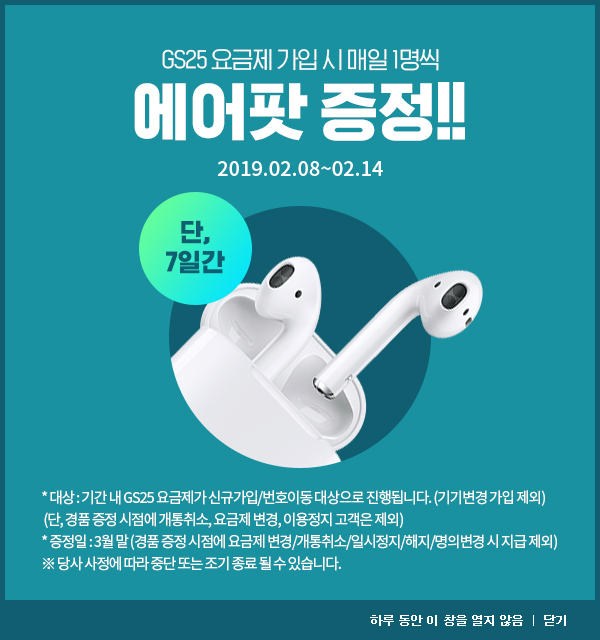 GS25 요금제 가입 시 매일 1명씩
에어팟 증정!!
2019.02.08~02.14
단,
7일간
* 대상 : 기간 내 GS25 요금제가 신규가입/번호이동 대상으로 진행됩니다. (기기변경 가입 제외)
(단, 경품 증정 시점에 개통취소, 요금제 변경, 이용정지 고객은 제외)
* 증정일 : 3월 말 (경품 증정 시점에 요금제 변경/개통취소/일시정지/해지/명의변경 시 지급 제외)
※ 당사 사정에 따라 중단 또는 조기 종료 될 수 있습니다.
하루 동안 이 창을 열지 않음 | 닫기